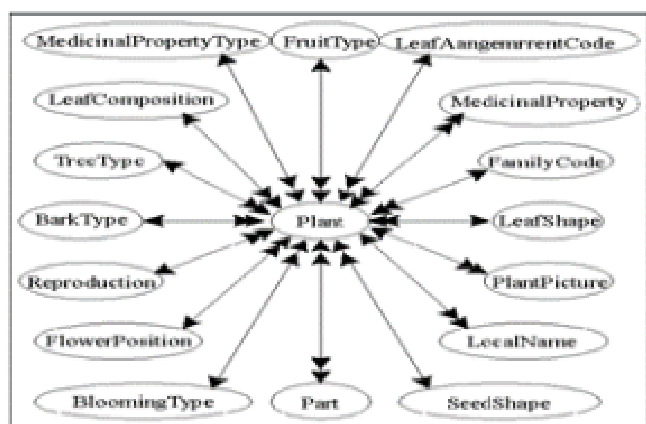 MedicinalPropertyType FruitType LeafAangemrrentCode
LeafComposition MedicinalProperty
TreeType FamilyCode
BarkType Plant LeafShape
Reproduction PlantPicture
FlowerPosition LocalName
BloomingType Part SeedShape